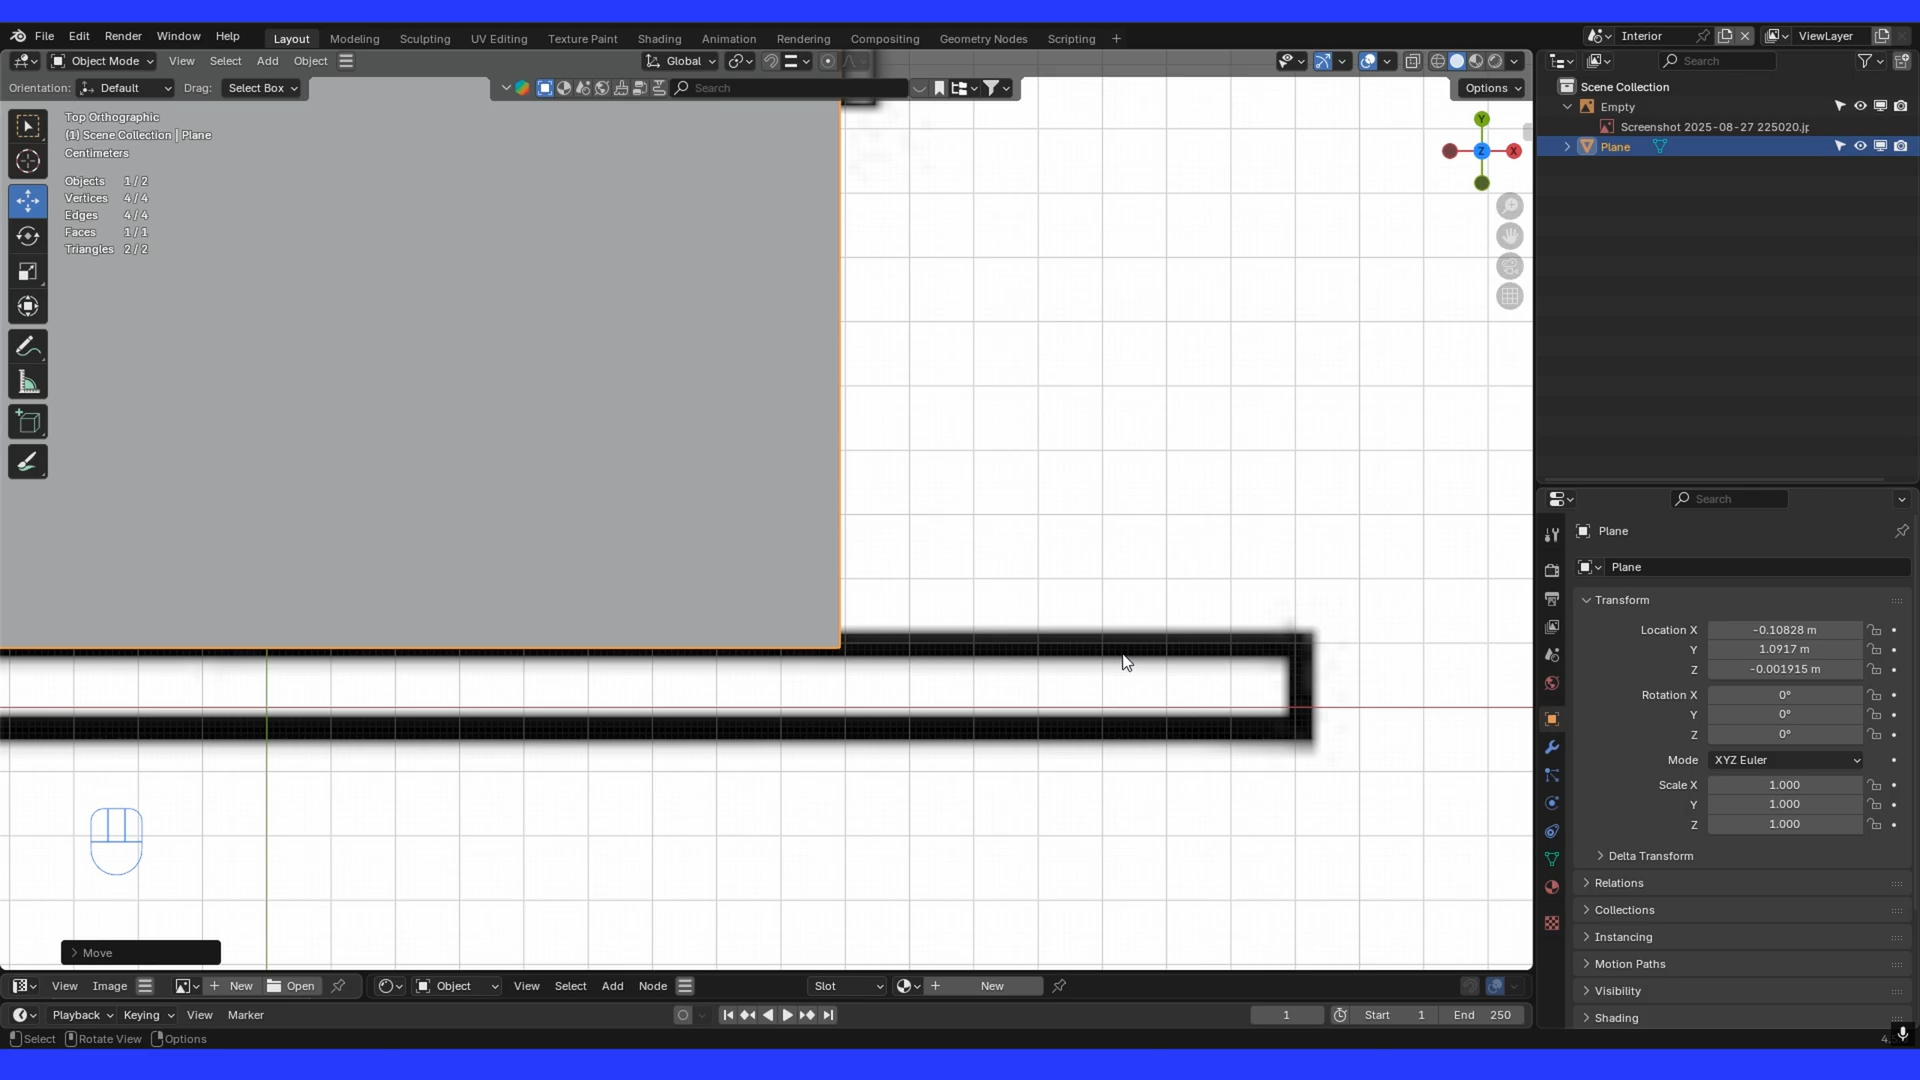 File Edit Render Window Help Layout Modeling Sculpting UV Editing Texture Paint Shading Animation Rendering Compositing Geometry Nodes Scripting + Interior ViewLayer
Object Mode View Select Add Object Global Search
Orientation: Default Drag: Select Box Search Options
Scene Collection
Empty
Screenshot 2025-08-27 225020.jp
Plane
Top Orthographic
(1) Scene Collection | Plane
Centimeters
Objects 1/2
Vertices 4/4
Edges 4/4
Faces 1/1
Triangles 2/2
Y
Z
X
Search
Plane
Plane
Transform
Location X -0.10828 m
Y 1.0917 m
Z -0.001915 m
Rotation X 0°
Y 0°
Z 0°
Mode XYZ Euler
Scale X 1.000
Y 1.000
Z 1.000
Delta Transform
Relations
Collections
Instancing
Motion Paths
Visibility
Shading
Move
View Image New Open Object View Select Add Node Slot New
Playback Keying View Marker 1 Start 1 End 250
Select Rotate View Options